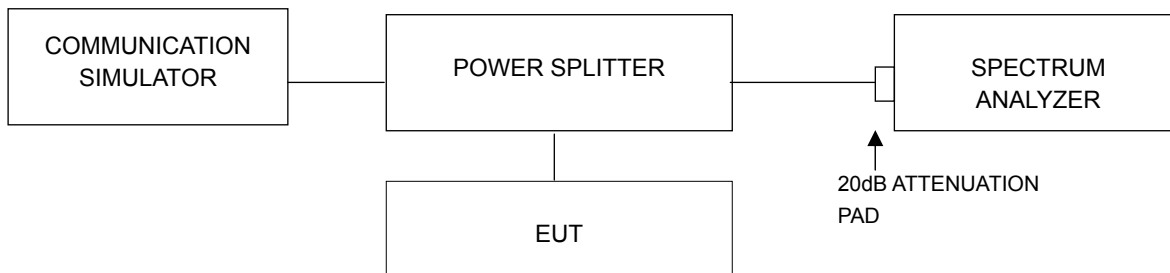 COMMUNICATION
SIMULATOR
POWER SPLITTER
SPECTRUM
ANALYZER
20dB ATTENUATION
PAD
EUT